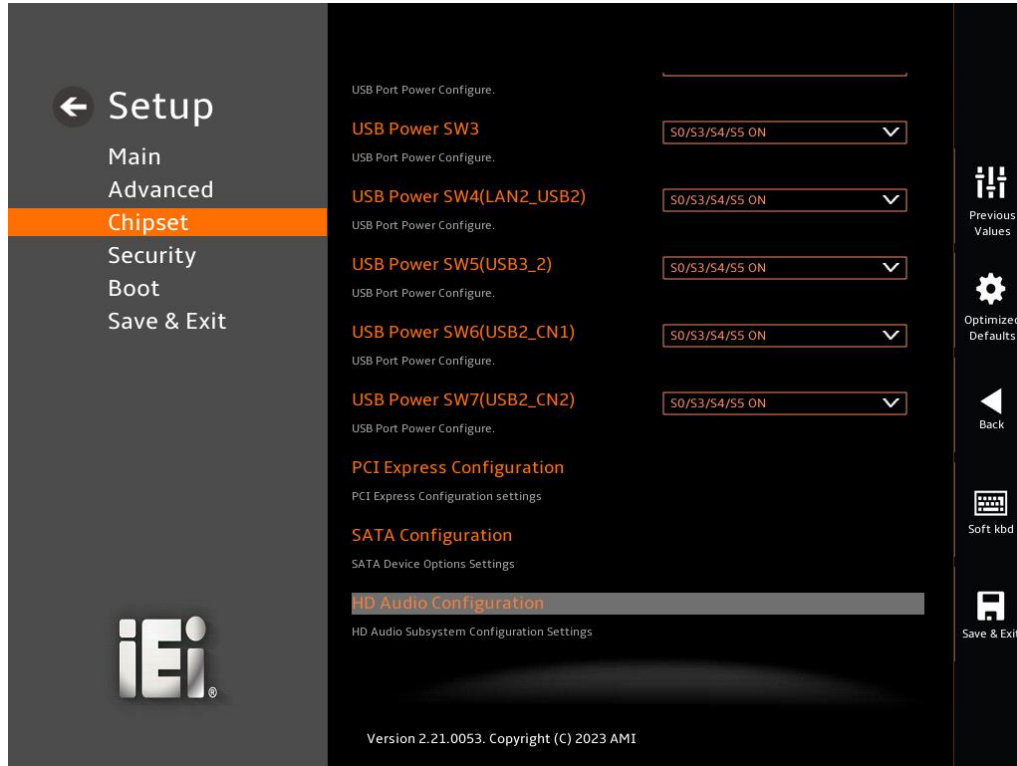 Setup
Main
Advanced
Chipset
Security
Boot
Save & Exit
iEi®
USB Port Power Configure.
USB Power SW3
S0/S3/S4/S5 ON
USB Port Power Configure.
USB Power SW4(LAN2_USB2)
S0/S3/S4/S5 ON
USB Port Power Configure.
USB Power SW5(USB3_2)
S0/S3/S4/S5 ON
USB Port Power Configure.
USB Power SW6(USB2_CN1)
S0/S3/S4/S5 ON
USB Port Power Configure.
USB Power SW7(USB2_CN2)
S0/S3/S4/S5 ON
USB Port Power Configure.
PCI Express Configuration
PCI Express Configuration settings
SATA Configuration
SATA Device Options Settings
HD Audio Configuration
HD Audio Subsystem Configuration Settings
Version 2.21.0053. Copyright (C) 2023 AMI
Previous
Values
Optimized
Defaults
Back
Soft kbd
Save & Exit